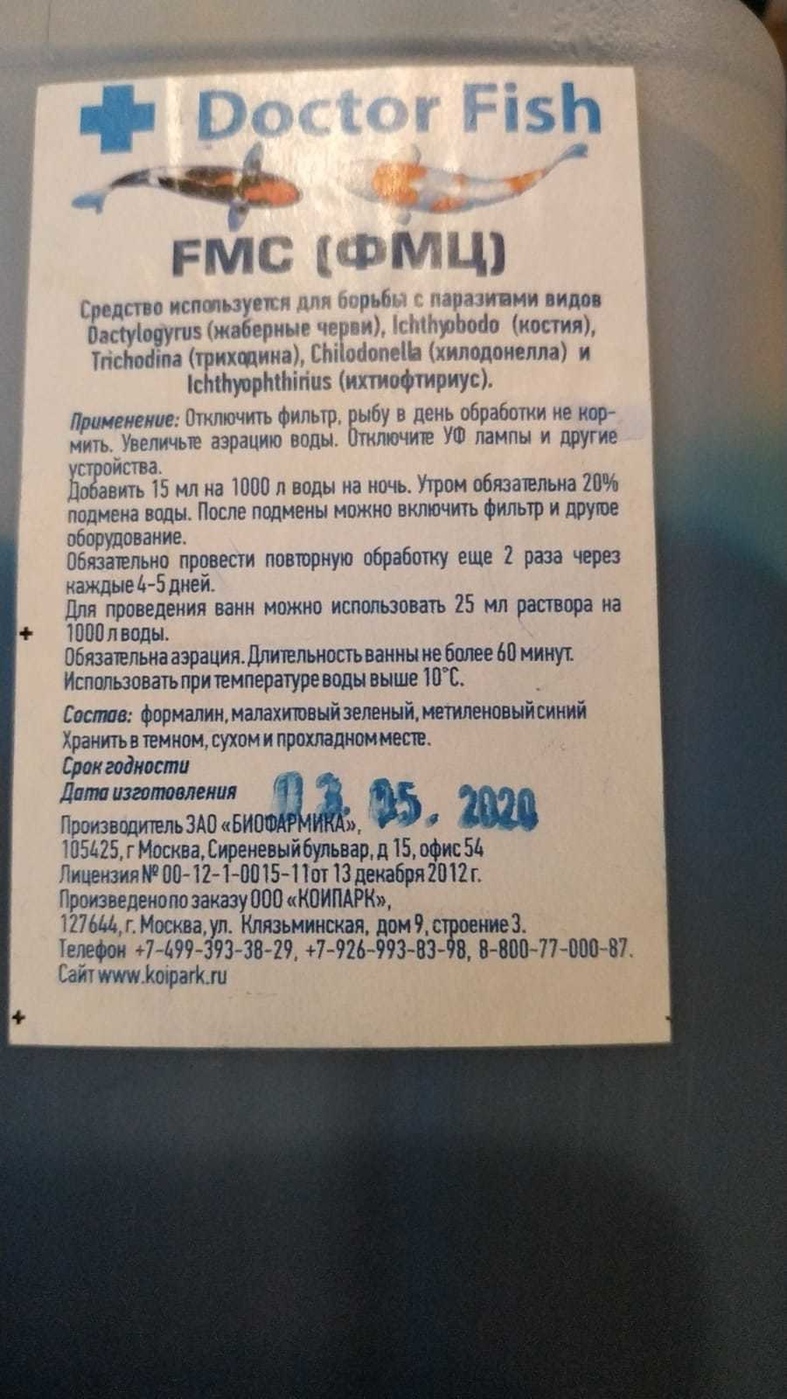 Doctor Fish
FMC (ФМЦ)
Средство используется для борьбы с паразитами видов
Dactylogyrus (жаберные черви), Ichthyobodo (костия),
Trichodina (триходина), Chilodonella (хилодонелла) и
Ichthyophthirius (ихтиофтириус).
Применение: Отключить фильтр, рыбу в день обработки не кор-
мить. Увеличьте аэрацию воды. Отключите УФ лампы и другие
устройства.
Добавить 15 мл на 1000 л воды на ночь. Утром обязательна 20%
подмена воды. После подмены можно включить фильтр и другое
оборудование.
Обязательно провести повторную обработку еще 2 раза через
каждые 4-5 дней.
Для проведения ванн можно использовать 25 мл раствора на
1000 л воды.
Обязательна аэрация. Длительность ванны не более 60 минут.
Использовать при температуре воды выше 10°С.
Состав: формалин, малахитовый зеленый, метиленовый синий
Хранить в темном, сухом и прохладном месте.
Срок годности
Дата изготовления 03. 05. 2020
Производитель ЗАО «БИОФАРМИКА»,
105425, г Москва, Сиреневый бульвар, д 15, офис 54
Лицензия № 00-12-1-0015-11от 13 декабря 2012 г.
Произведено по заказу ООО «КОИПАРК»,
127644, г. Москва, ул. Клязьминская, дом 9, строение 3.
Телефон +7-499-393-38-29, +7-926-993-83-98, 8-800-77-000-87.
Сайт www.koipark.ru